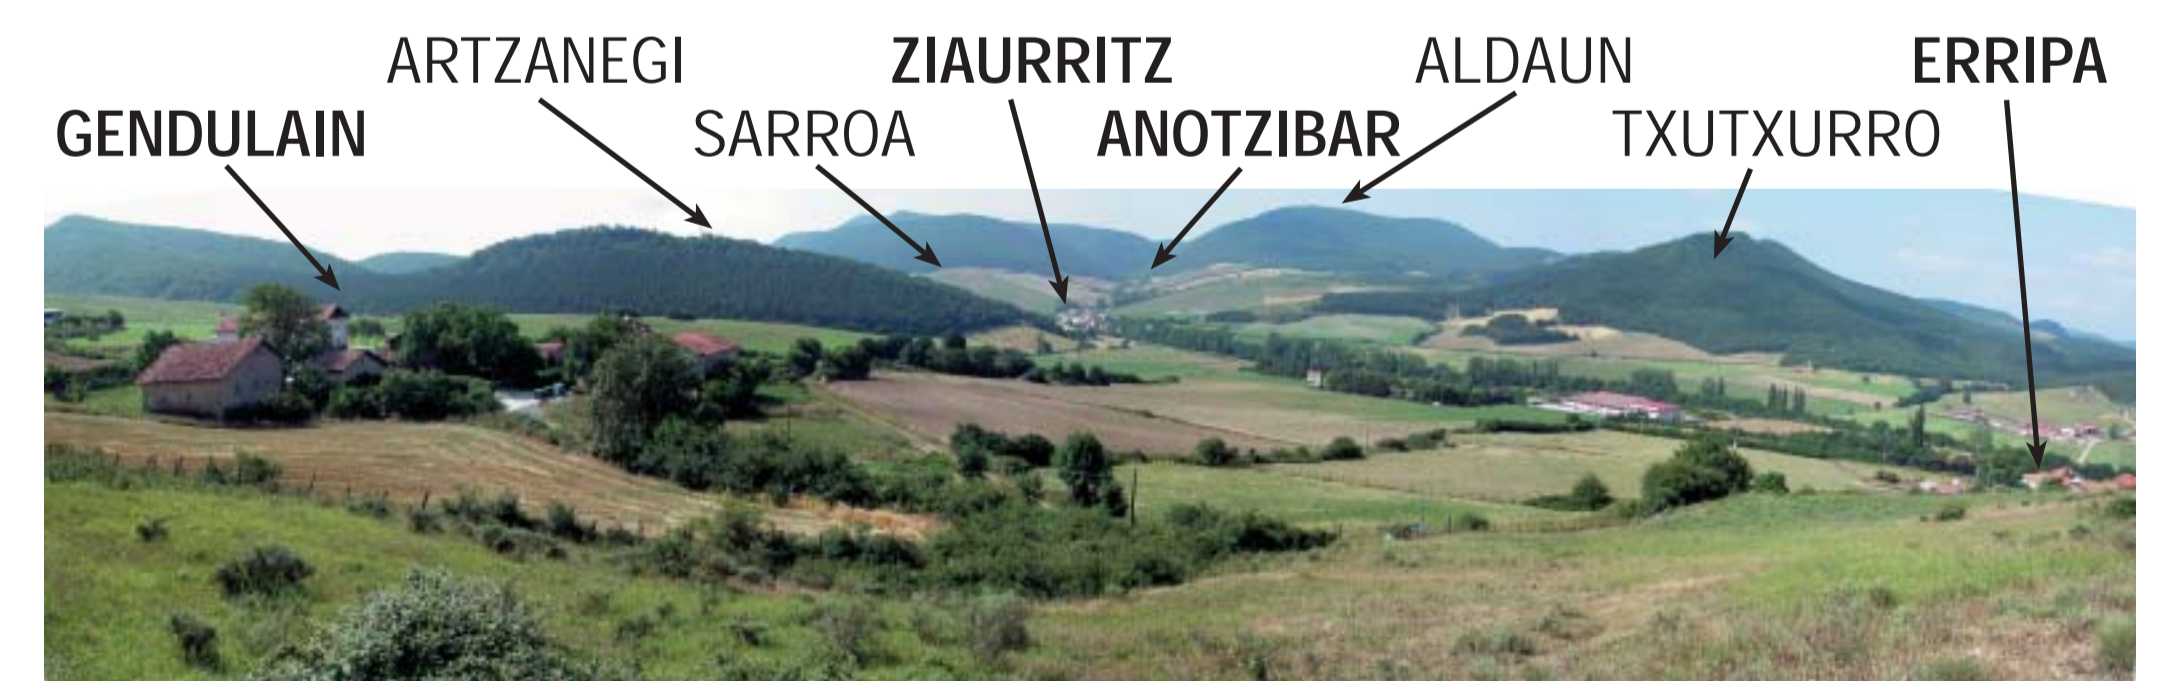 ARTZANEGI ZIAURRITZ ALDAUN ERRIPA
GENDULAIN SARROA ANOTZIBAR TXUTXURRO